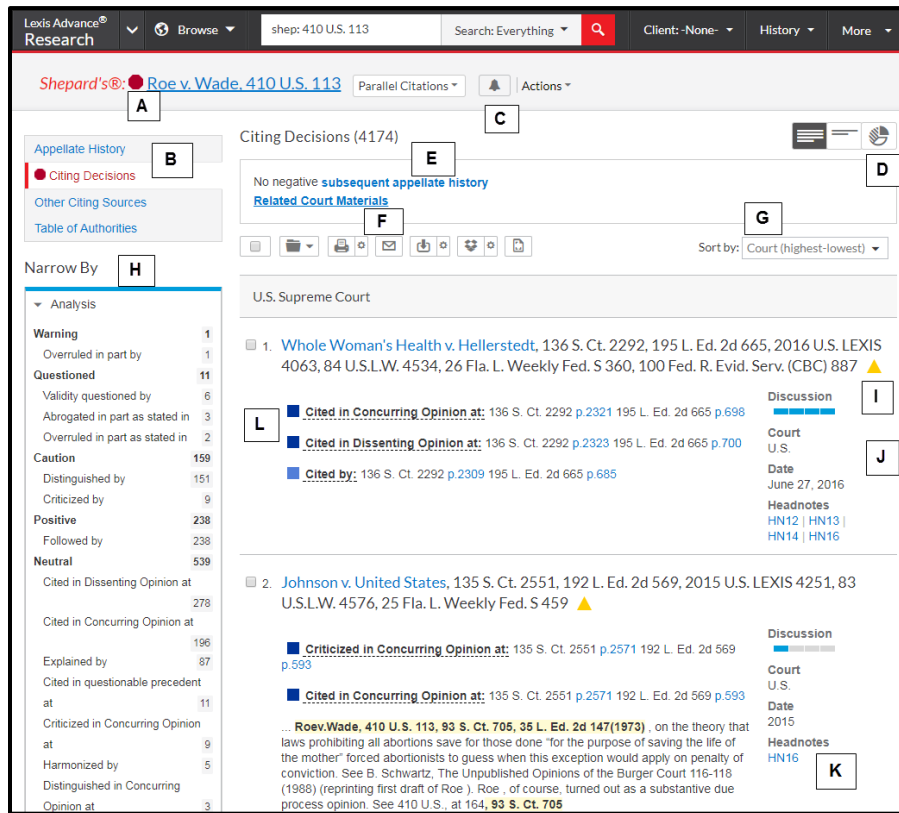 Lexis Advance®
Research
Browse
shep: 410 U.S. 113
Search: Everything
Client: -None-
History
More
Shepard's®: Roe v. Wade, 410 U.S. 113
Parallel Citations
Actions
A
C
Appellate History
B
Citing Decisions
Other Citing Sources
Table of Authorities
Citing Decisions (4174)
D
E
No negative subsequent appellate history
Related Court Materials
F
G
Sort by: Court (highest-lowest)
Narrow By
H
Analysis
Warning 1
Overruled in part by 1
Questioned 11
Validity questioned by 6
Abrogated in part as stated in 3
Overruled in part as stated in 2
Caution 159
Distinguished by 151
Criticized by 9
Positive 238
Followed by 238
Neutral 539
Cited in Dissenting Opinion at
278
Cited in Concurring Opinion at
196
Explained by 87
Cited in questionable precedent
at 11
Criticized in Concurring Opinion
at 9
Harmonized by 5
Distinguished in Concurring
Opinion at 3
U.S. Supreme Court
1. Whole Woman's Health v. Hellerstedt, 136 S. Ct. 2292, 195 L. Ed. 2d 665, 2016 U.S. LEXIS
4063, 84 U.S.L.W. 4534, 26 Fla. L. Weekly Fed. S 360, 100 Fed. R. Evid. Serv. (CBC) 887
L
Cited in Concurring Opinion at: 136 S. Ct. 2292 p.2321 195 L. Ed. 2d 665 p.698
Cited in Dissenting Opinion at: 136 S. Ct. 2292 p.2323 195 L. Ed. 2d 665 p.700
Cited by: 136 S. Ct. 2292 p.2309 195 L. Ed. 2d 665 p.685
Discussion
I
Court
U.S.
J
Date
June 27, 2016
Headnotes
HN12 | HN13 |
HN14 | HN16
2. Johnson v. United States, 135 S. Ct. 2551, 192 L. Ed. 2d 569, 2015 U.S. LEXIS 4251, 83
U.S.L.W. 4576, 25 Fla. L. Weekly Fed. S 459
Criticized in Concurring Opinion at: 135 S. Ct. 2551 p.2571 192 L. Ed. 2d 569
p.593
Cited in Concurring Opinion at: 135 S. Ct. 2551 p.2571 192 L. Ed. 2d 569 p.593
... Roev.Wade, 410 U.S. 113, 93 S. Ct. 705, 35 L. Ed. 2d 147(1973) , on the theory that
laws prohibiting all abortions save for those done "for the purpose of saving the life of
the mother" forced abortionists to guess when this exception would apply on penalty of
conviction. See B. Schwartz, The Unpublished Opinions of the Burger Court 116-118
(1988) (reprinting first draft of Roe ). Roe , of course, turned out as a substantive due
process opinion. See 410 U.S., at 164, 93 S. Ct. 705
Discussion
Court
U.S.
Date
2015
Headnotes
HN16
K